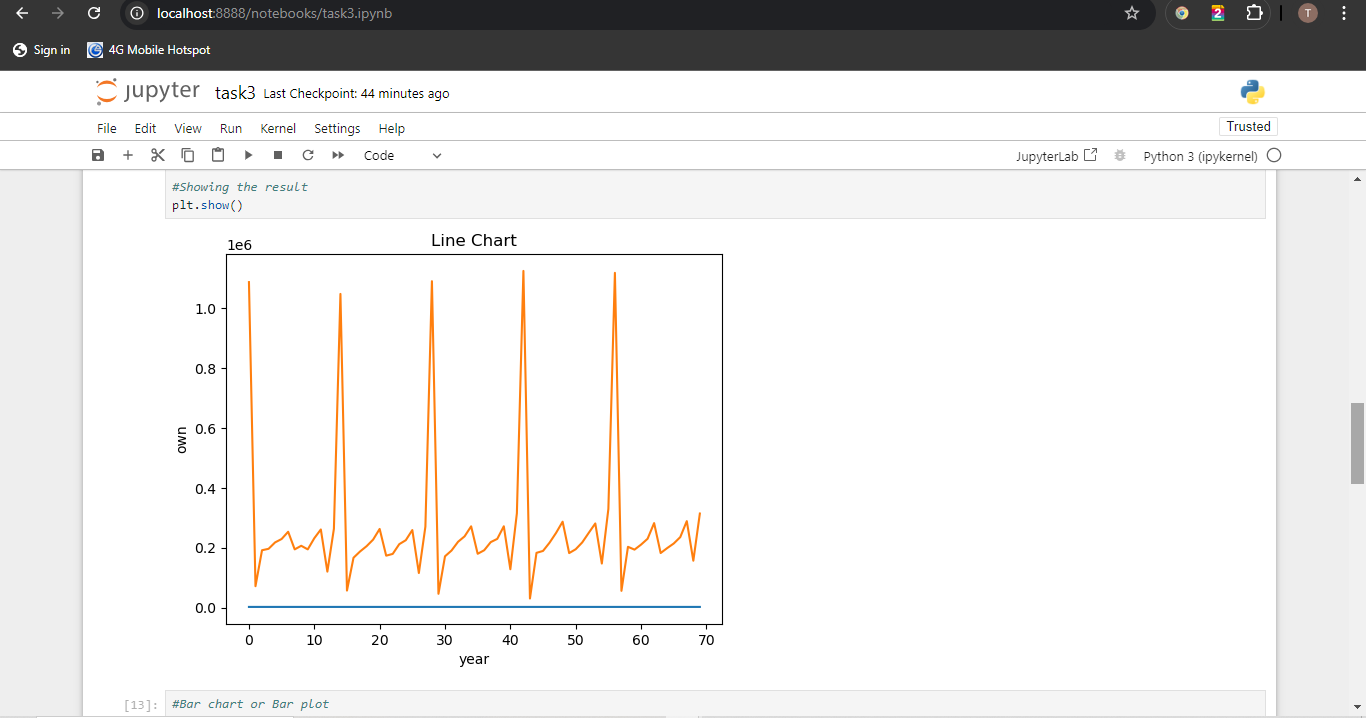 localhost:8888/notebooks/task3.ipynb
2
T
Sign in 4G Mobile Hotspot
jupyter task3 Last Checkpoint: 44 minutes ago
File Edit View Run Kernel Settings Help
Trusted
Code
JupyterLab Python 3 (ipykernel)
#Showing the result
plt.show()
Line Chart
1e6
1.0
0.8
0.6
0.4
0.2
0.0
own
0 10 20 30 40 50 60 70
year
[13]: #Bar chart or Bar plot